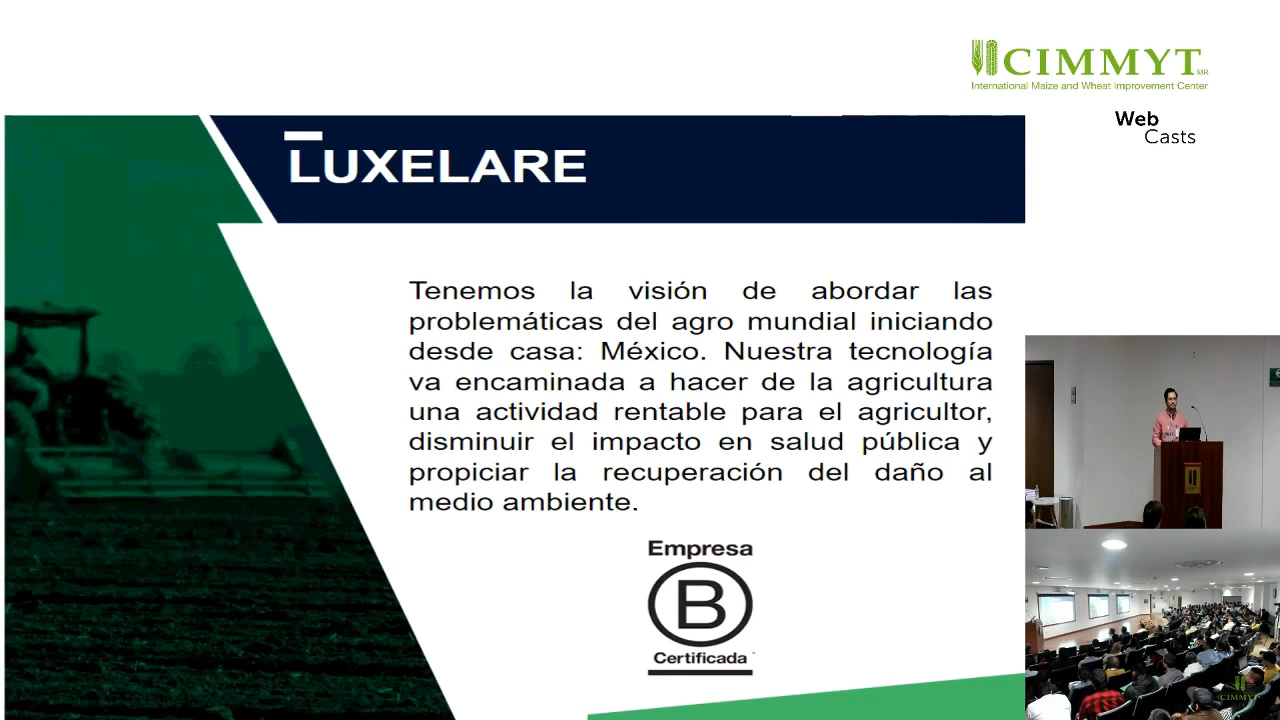 CIMMYT MR
International Maize and Wheat Improvement Center
Web
Casts
LUXELARE
Tenemos la visión de abordar las
problemáticas del agro mundial iniciando
desde casa: México. Nuestra tecnología
va encaminada a hacer de la agricultura
una actividad rentable para el agricultor,
disminuir el impacto en salud pública y
propiciar la recuperación del daño al
medio ambiente.
Empresa
B
Certificada
CIMMYT